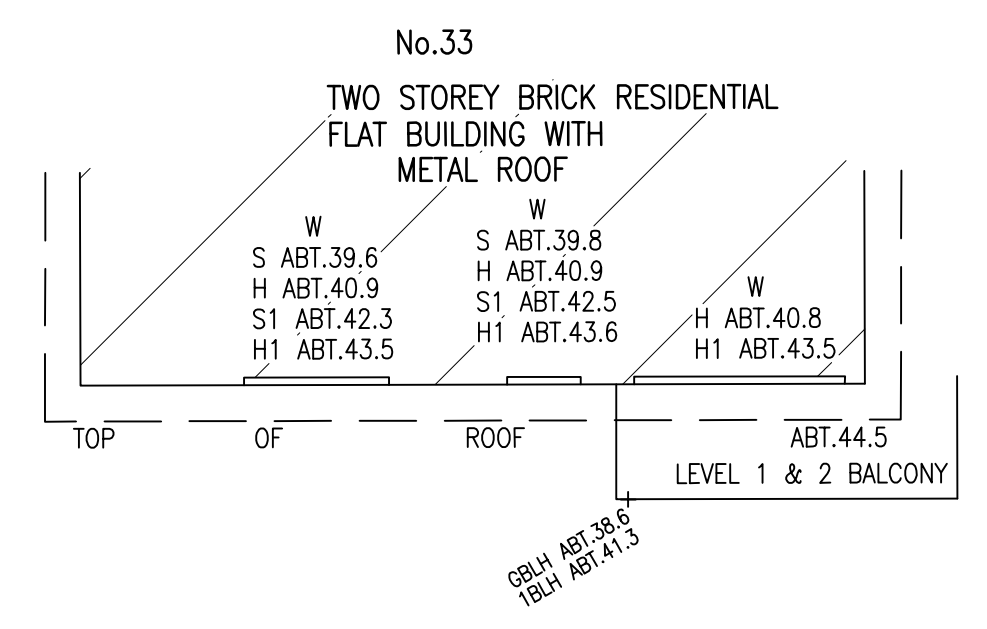 No.33
TWO STOREY BRICK RESIDENTIAL
FLAT BUILDING WITH
METAL ROOF
W
S ABT.39.6
H ABT.40.9
S1 ABT.42.3
H1 ABT.43.5
W
S ABT.39.8
H ABT.40.9
S1 ABT.42.5
H1 ABT.43.6
W
H ABT.40.8
H1 ABT.43.5
TOP OF ROOF ABT.44.5
LEVEL 1 & 2 BALCONY
GBLH ABT.38.6
1BLH ABT.41.3